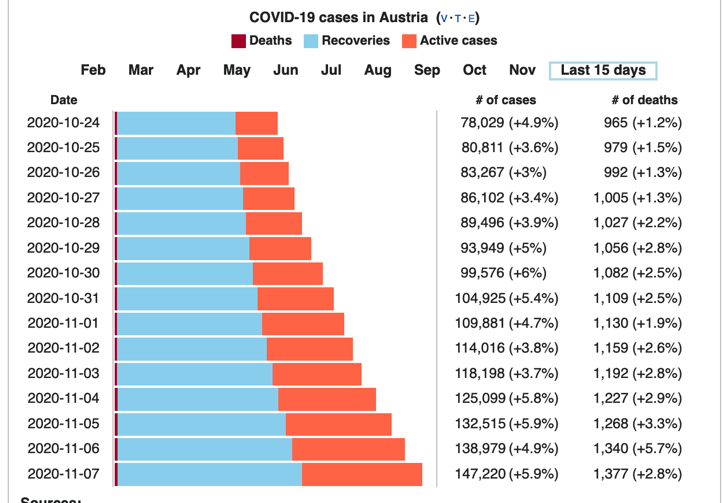 COVID-19 cases in Austria (V·T·E)
Deaths Recoveries Active cases
Feb Mar Apr May Jun Jul Aug Sep Oct Nov Last 15 days
Date # of cases # of deaths
2020-10-24 78,029 (+4.9%) 965 (+1.2%)
2020-10-25 80,811 (+3.6%) 979 (+1.5%)
2020-10-26 83,267 (+3%) 992 (+1.3%)
2020-10-27 86,102 (+3.4%) 1,005 (+1.3%)
2020-10-28 89,496 (+3.9%) 1,027 (+2.2%)
2020-10-29 93,949 (+5%) 1,056 (+2.8%)
2020-10-30 99,576 (+6%) 1,082 (+2.5%)
2020-10-31 104,925 (+5.4%) 1,109 (+2.5%)
2020-11-01 109,881 (+4.7%) 1,130 (+1.9%)
2020-11-02 114,016 (+3.8%) 1,159 (+2.6%)
2020-11-03 118,198 (+3.7%) 1,192 (+2.8%)
2020-11-04 125,099 (+5.8%) 1,227 (+2.9%)
2020-11-05 132,515 (+5.9%) 1,268 (+3.3%)
2020-11-06 138,979 (+4.9%) 1,340 (+5.7%)
2020-11-07 147,220 (+5.9%) 1,377 (+2.8%)
Sources: